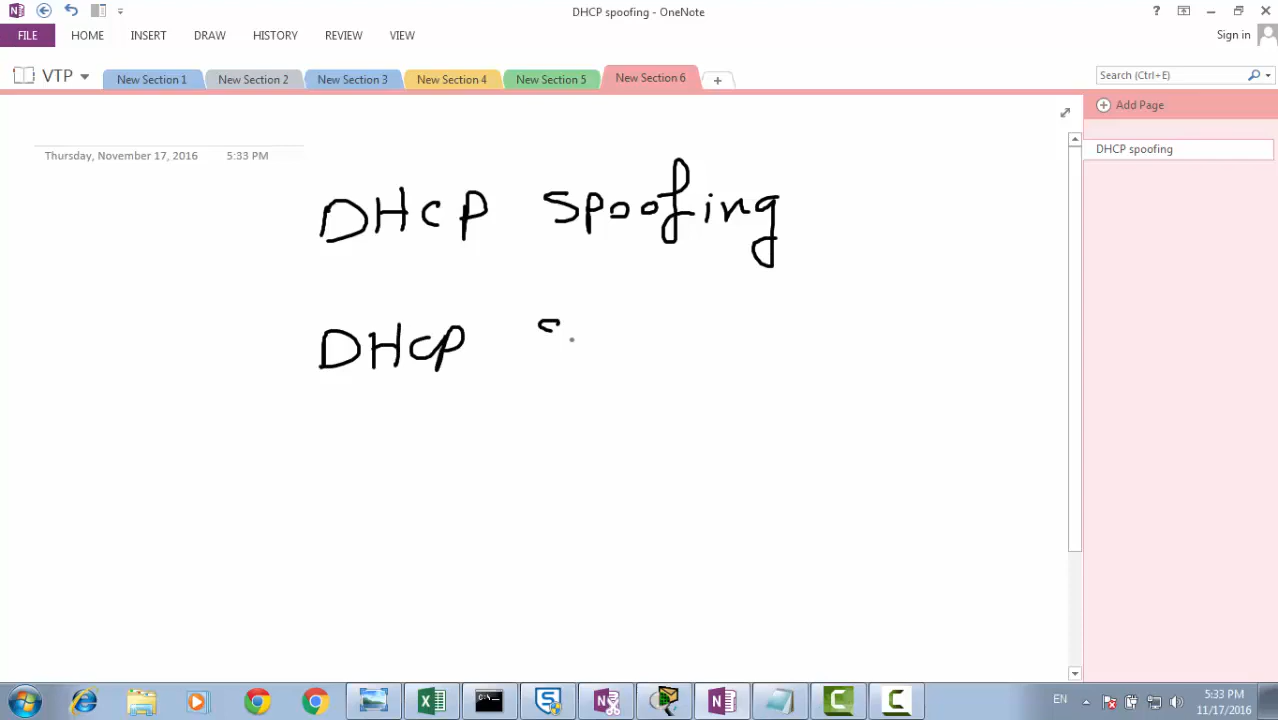 DHCP spoofing - OneNote
FILE HOME INSERT DRAW HISTORY REVIEW VIEW Sign in
VTP New Section 1 New Section 2 New Section 3 New Section 4 New Section 5 New Section 6 Search (Ctrl+E)
Add Page
DHCP spoofing
Thursday, November 17, 2016 5:33 PM
DHCP Spoofing
DHCP
EN 5:33 PM
11/17/2016